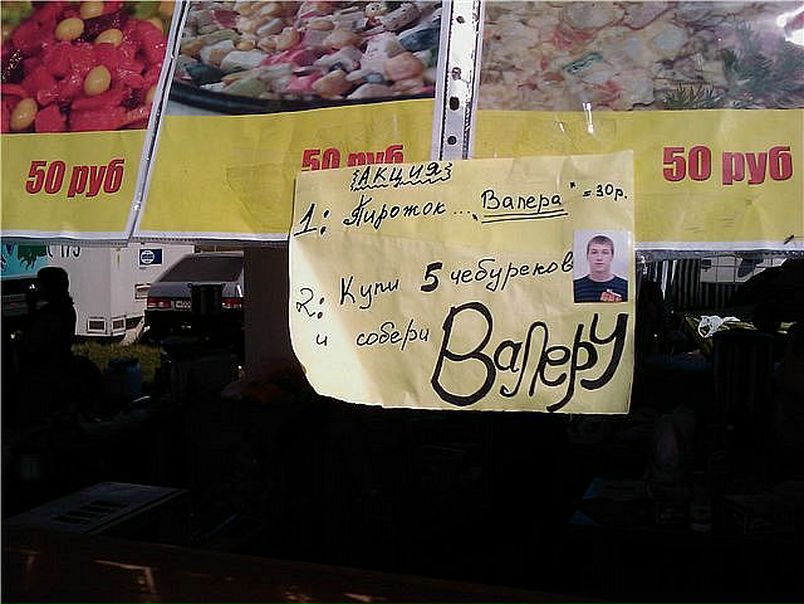 50 руб
50 руб
50 руб
АКЦИЯ
1: Пирожок... „Валера" = 30р.
2: Купи 5 чебуреков
и собери Валеру